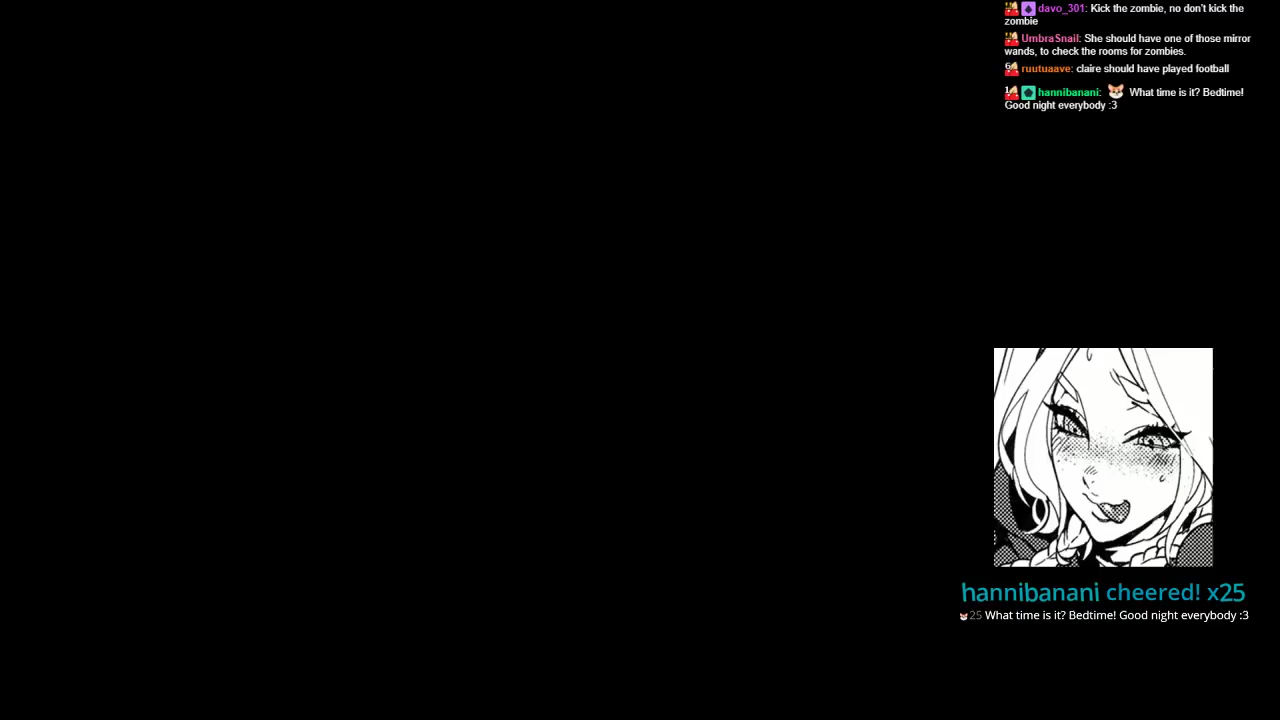 davo_301: Kick the zombie, no don't kick the
zombie
UmbraSnail: She should have one of those mirror
wands, to check the rooms for zombies.
ruutuaave: claire should have played football
hannibanani: What time is it? Bedtime!
Good night everybody :3
hannibanani cheered! x25
25 What time is it? Bedtime! Good night everybody :3